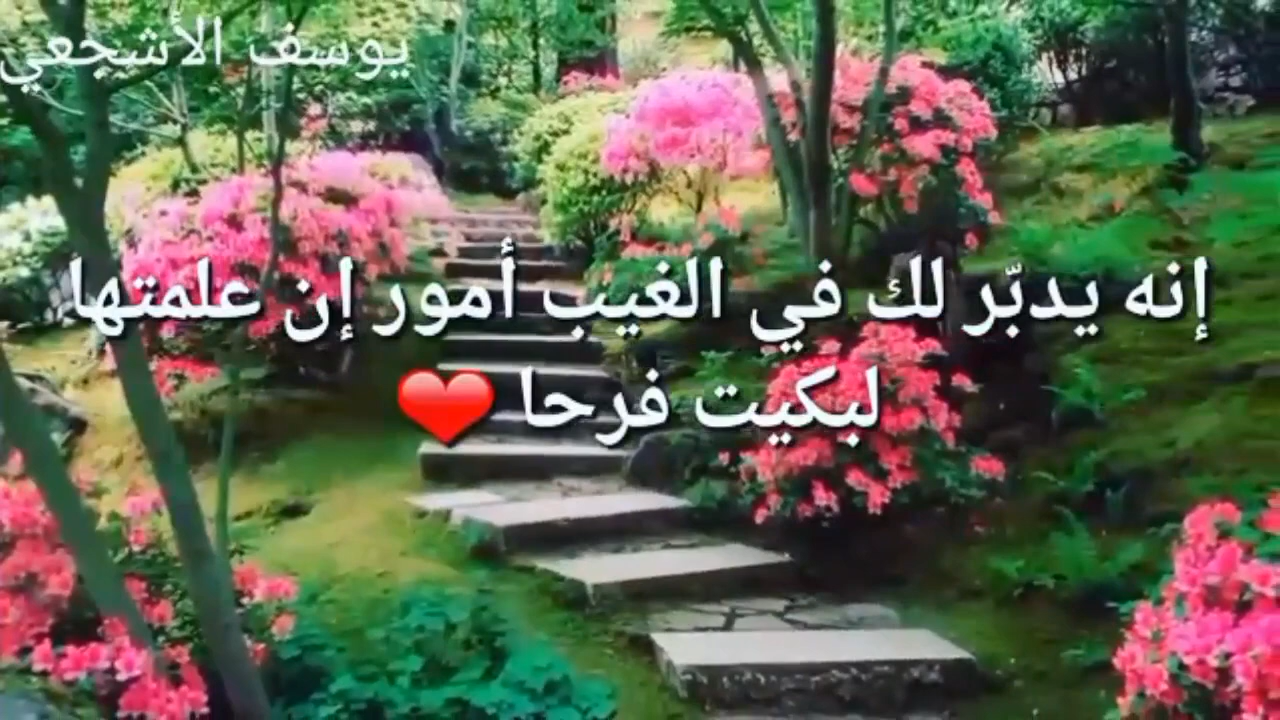 يوسف الأشجعي
إنه يدبّر لك في الغيب أمور إن علمتها
لبكيت فرحا ❤